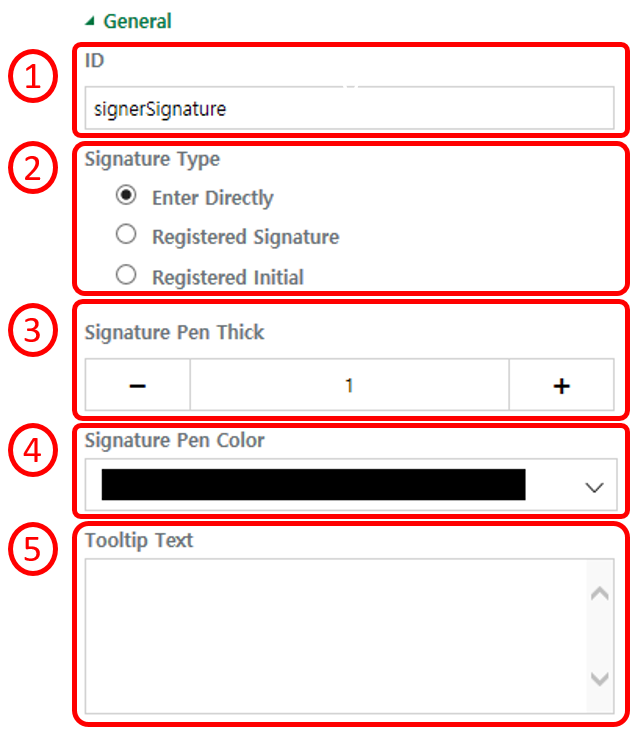 General
1
ID
signerSignature
2
Signature Type
Enter Directly
Registered Signature
Registered Initial
3
Signature Pen Thick
− 1 +
4
Signature Pen Color
5
Tooltip Text